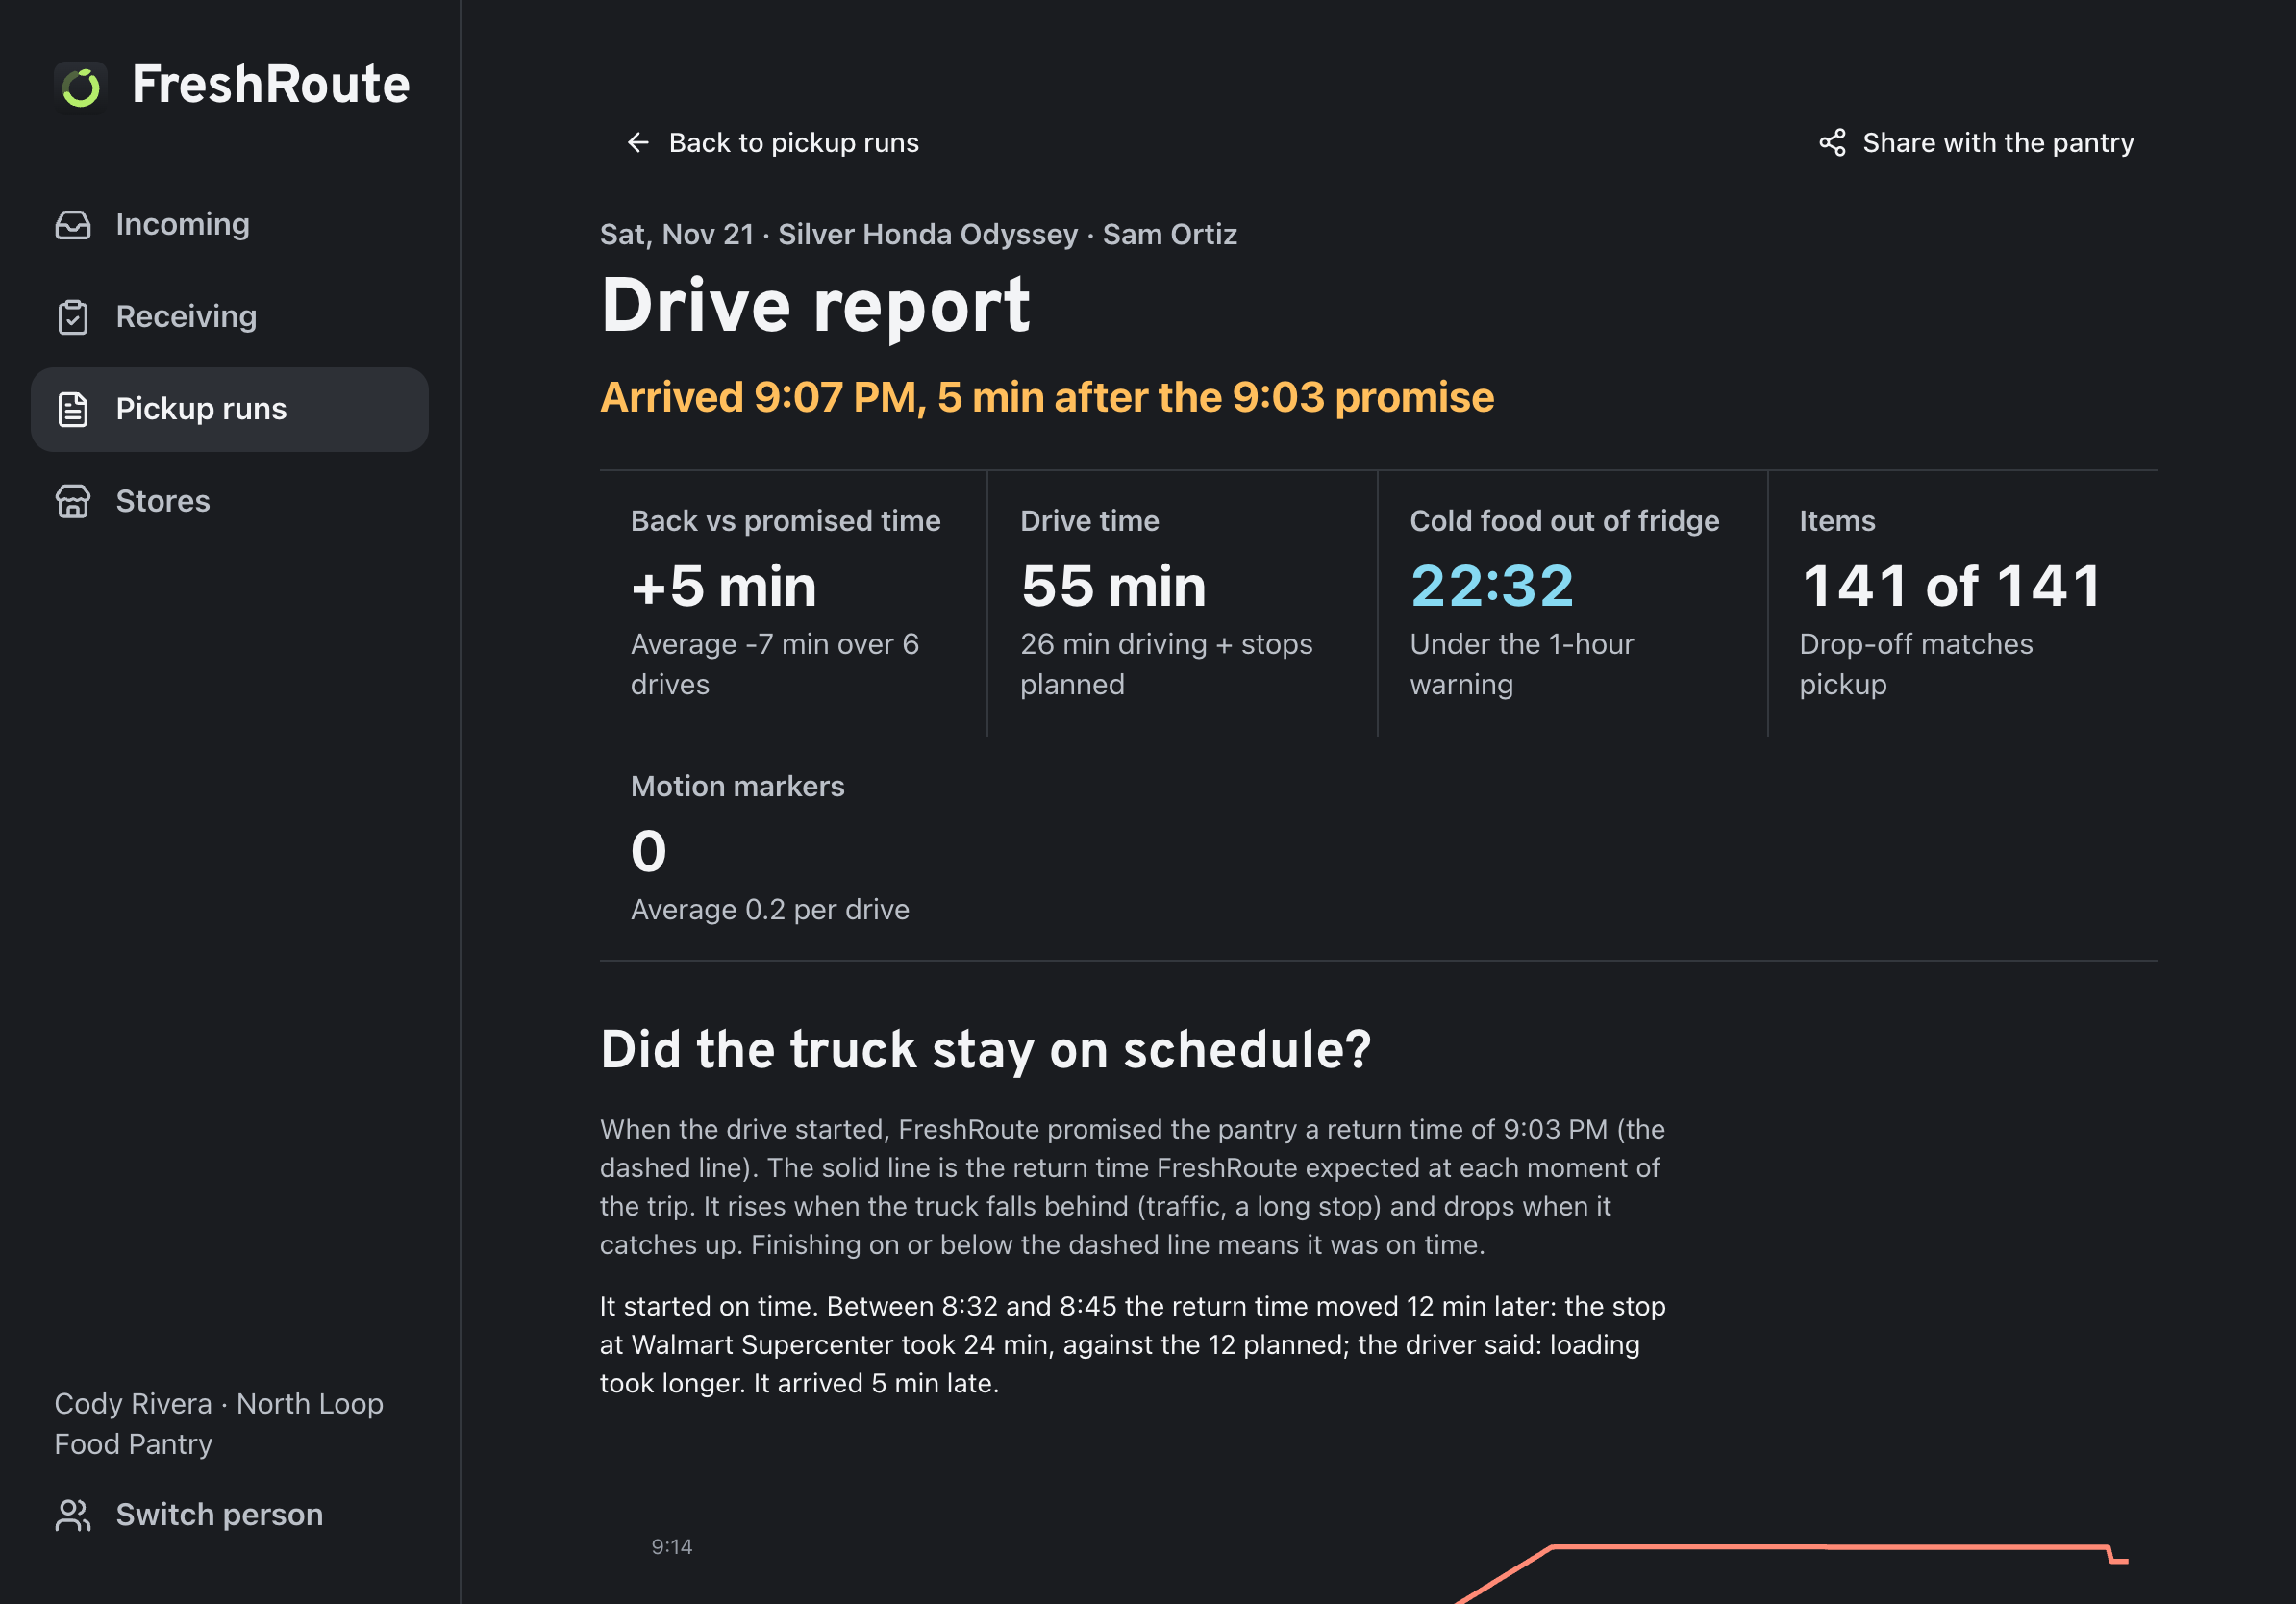 FreshRoute
Incoming
Receiving
Pickup runs
Stores
Cody Rivera · North Loop
Food Pantry
Switch person
Back to pickup runs
Share with the pantry
Sat, Nov 21 · Silver Honda Odyssey · Sam Ortiz
Drive report
Arrived 9:07 PM, 5 min after the 9:03 promise
Back vs promised time
+5 min
Average -7 min over 6
drives
Drive time
55 min
26 min driving + stops
planned
Cold food out of fridge
22:32
Under the 1-hour
warning
Items
141 of 141
Drop-off matches
pickup
Motion markers
0
Average 0.2 per drive
Did the truck stay on schedule?
When the drive started, FreshRoute promised the pantry a return time of 9:03 PM (the
dashed line). The solid line is the return time FreshRoute expected at each moment of
the trip. It rises when the truck falls behind (traffic, a long stop) and drops when it
catches up. Finishing on or below the dashed line means it was on time.
It started on time. Between 8:32 and 8:45 the return time moved 12 min later: the stop
at Walmart Supercenter took 24 min, against the 12 planned; the driver said: loading
took longer. It arrived 5 min late.
9:14